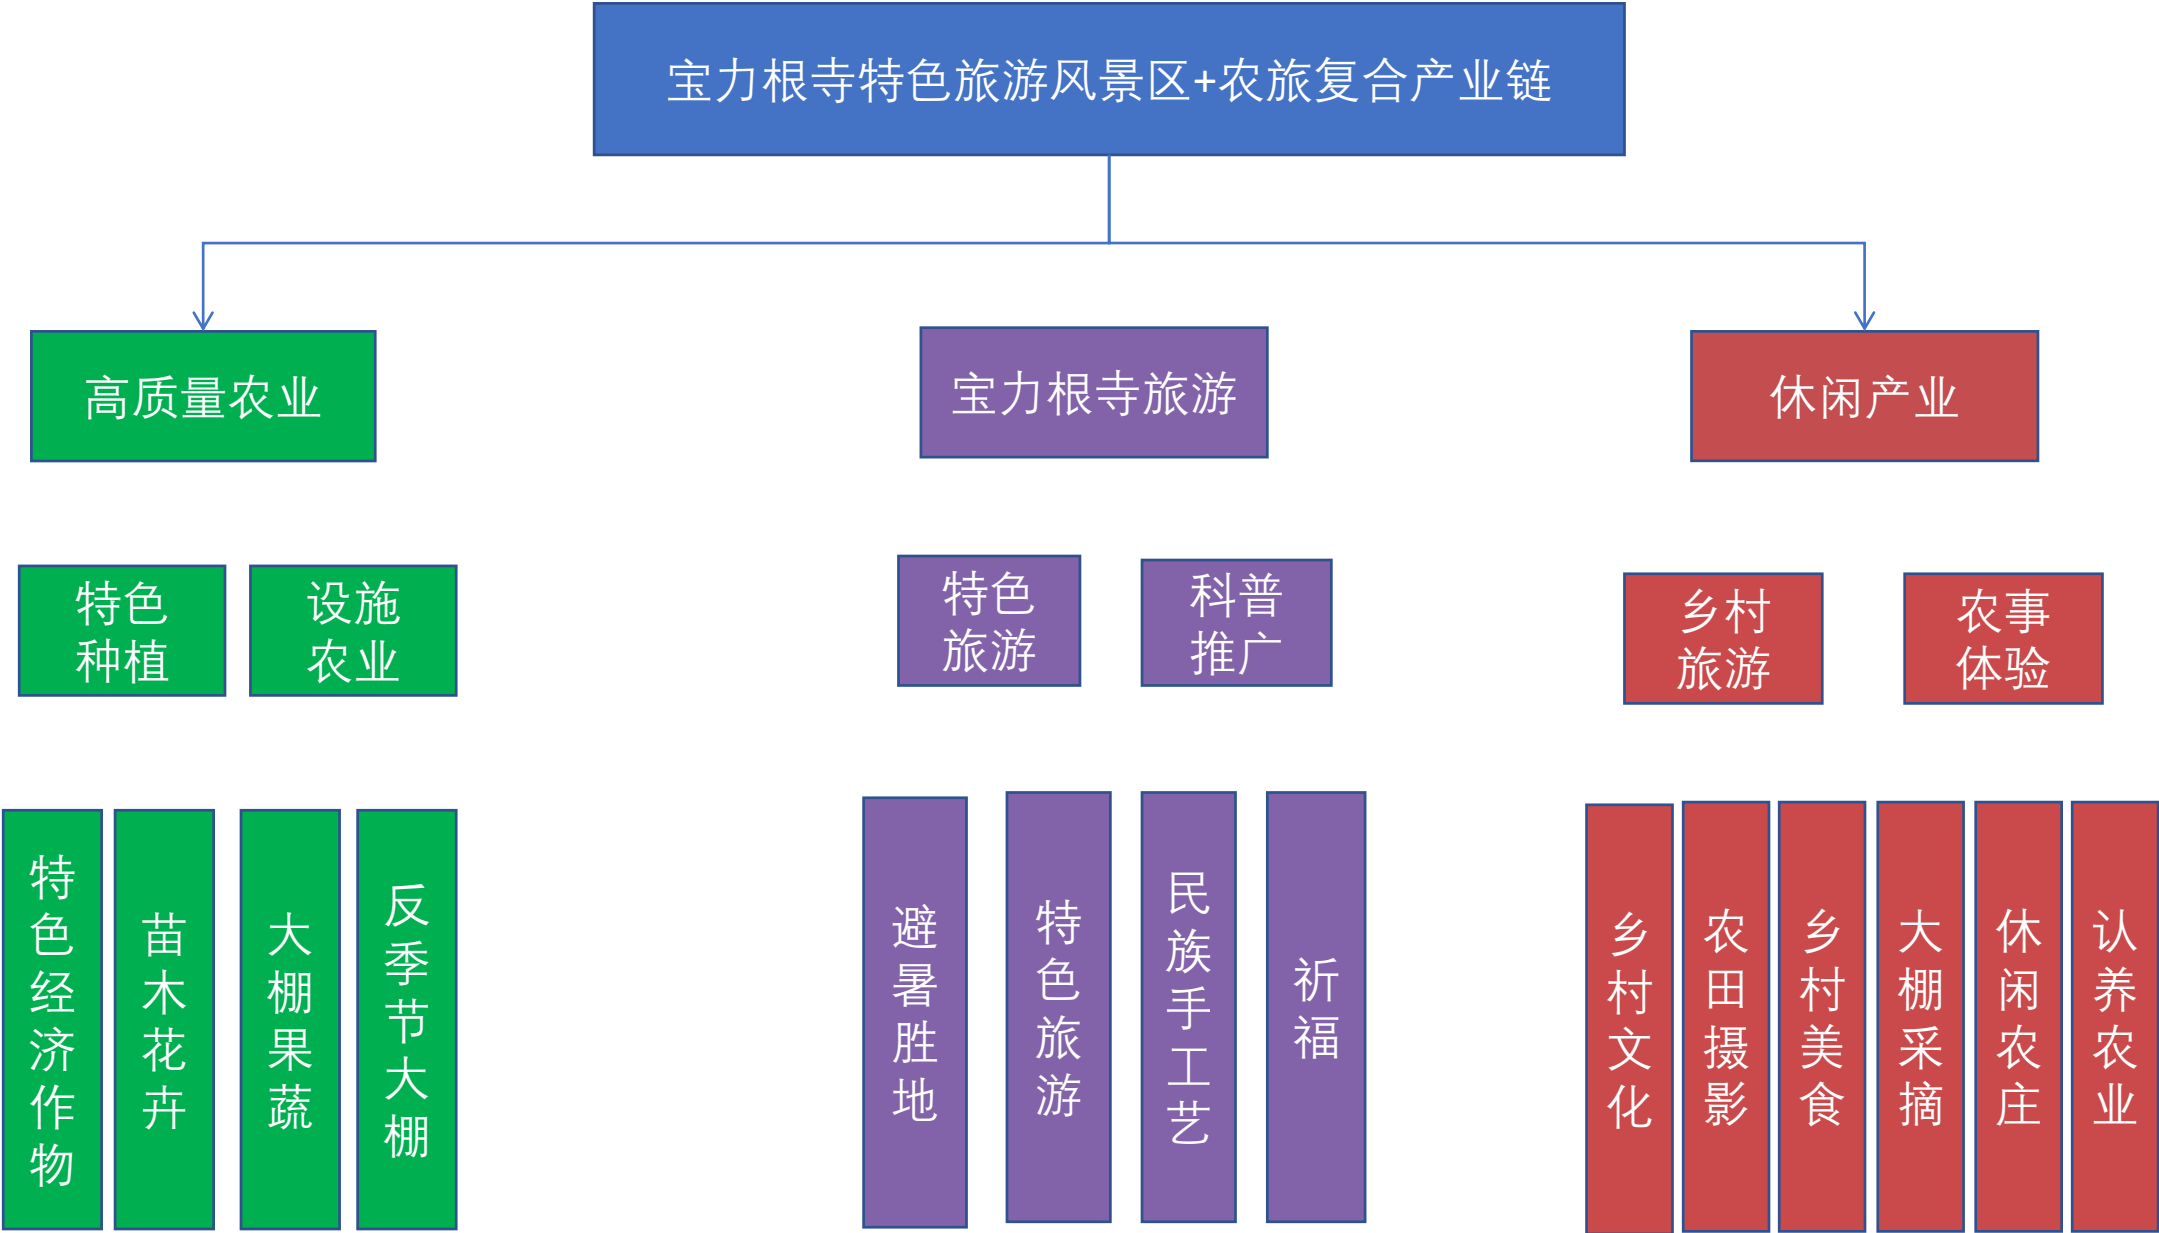 宝力根寺特色旅游风景区+农旅复合产业链
高质量农业
宝力根寺旅游
休闲产业
特色
种植
设施
农业
特色
旅游
科普
推广
乡村
旅游
农事
体验
特色经济作物
苗木花卉
大棚果蔬
反季节大棚
避暑胜地
特色旅游
民族手工艺
祈福
乡村文化
农田摄影
乡村美食
大棚采摘
休闲农庄
认养农业